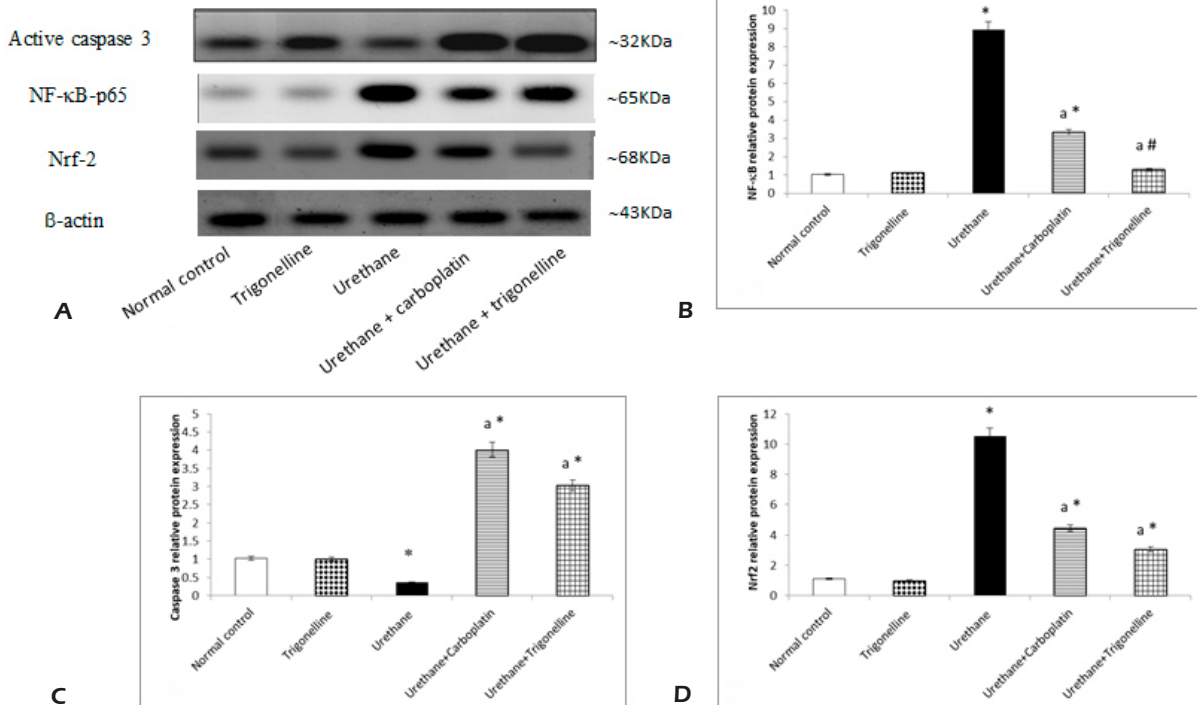 Active caspase 3
~32KDa
NF-κB-p65
~65KDa
Nrf-2
~68KDa
ß-actin
~43KDa
Normal control
Trigonelline
Urethane
Urethane + carboplatin
Urethane + trigonelline
A
NF-κB relative protein expression
10
9
8
7
6
5
4
3
2
1
0
*
a *
a #
Normal control
Trigonelline
Urethane
Urethane+Carboplatin
Urethane+Trigonelline
B
Caspase 3 relative protein expression
5
4.5
4
3.5
3
2.5
2
1.5
1
0.5
0
*
a *
a *
Normal control
Trigonelline
Urethane
Urethane+Carboplatin
Urethane+Trigonelline
C
Nrf2 relative protein expression
12
10
8
6
4
2
0
*
a *
a *
Normal control
Trigonelline
Urethane
Urethane+Carboplatin
Urethane+Trigonelline
D